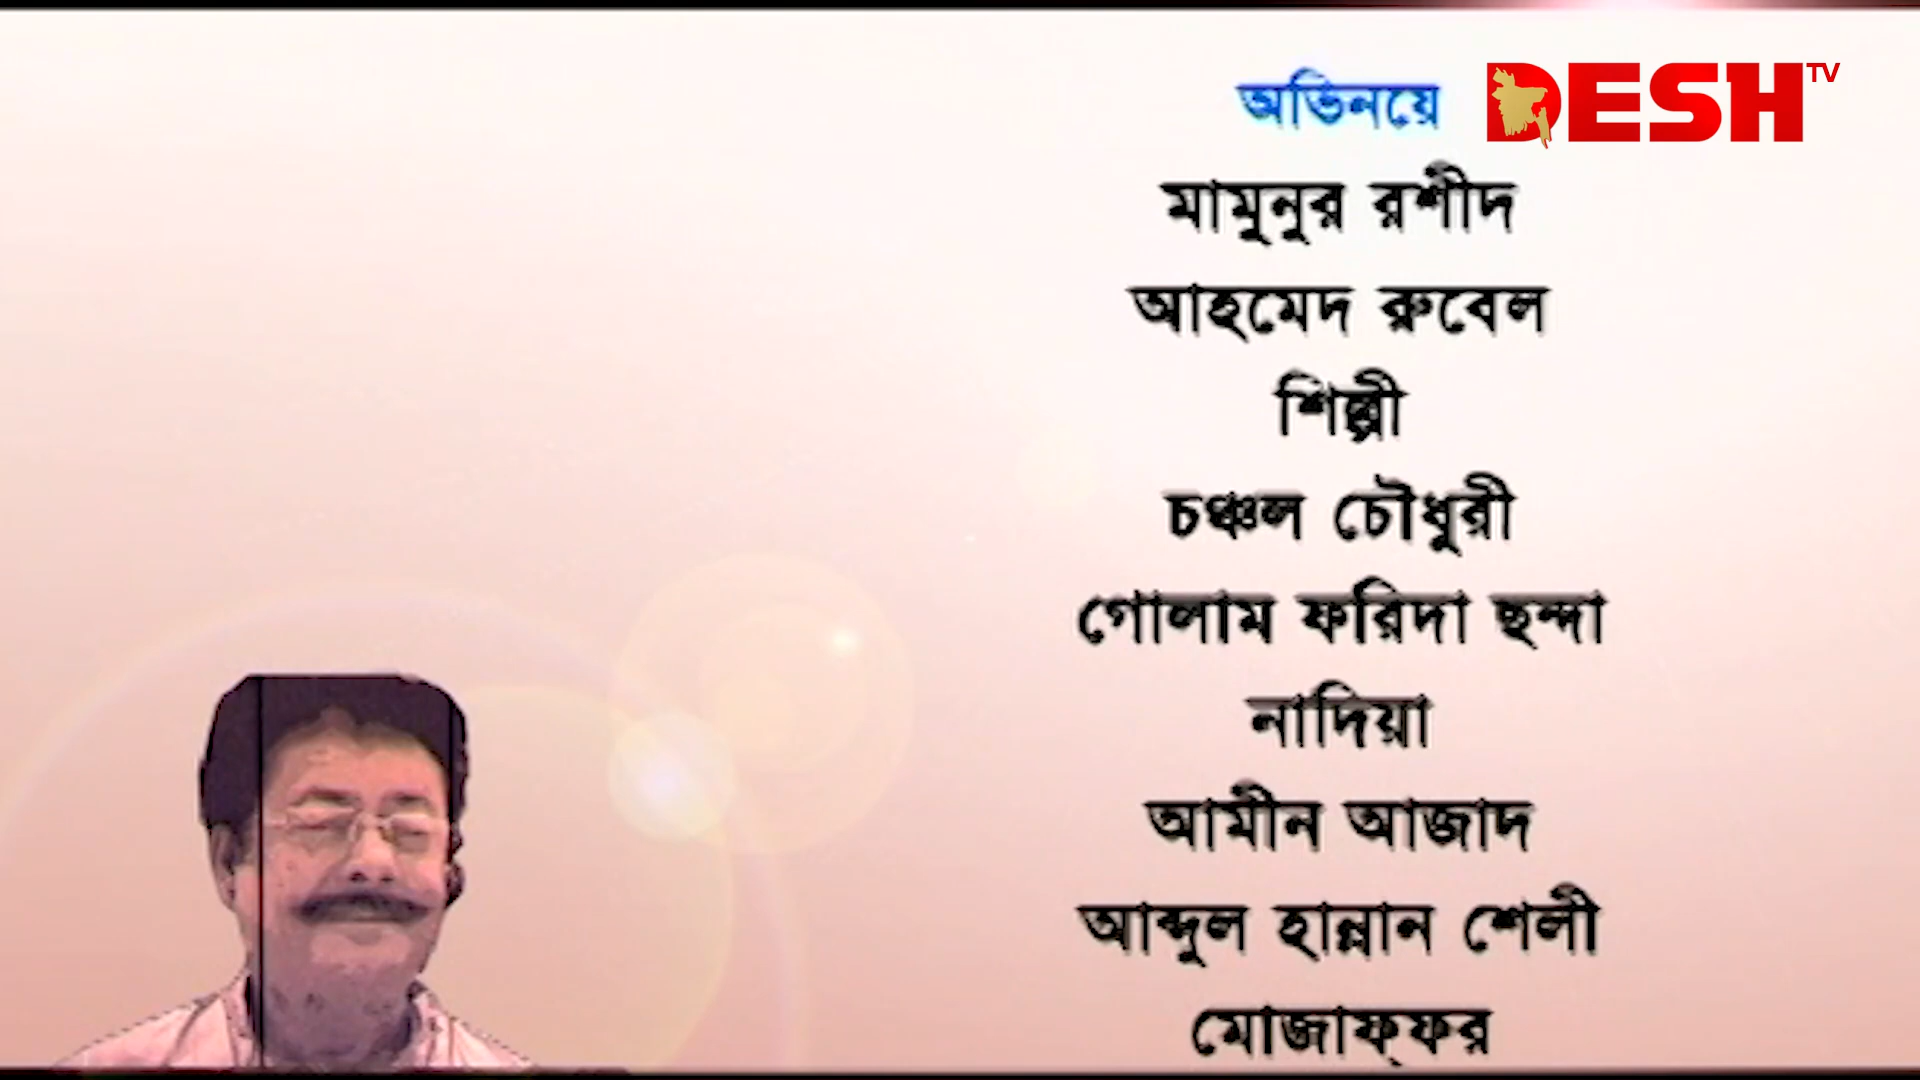 অভিনয়ে
DESH TV
মামুনুর রশীদ
আহমেদ রুবেল
শিল্পী
চঞ্চল চৌধুরী
গোলাম ফরিদা ছন্দা
নাদিয়া
আমীন আজাদ
আব্দুল হান্নান শেলী
মোজাফ্ফর